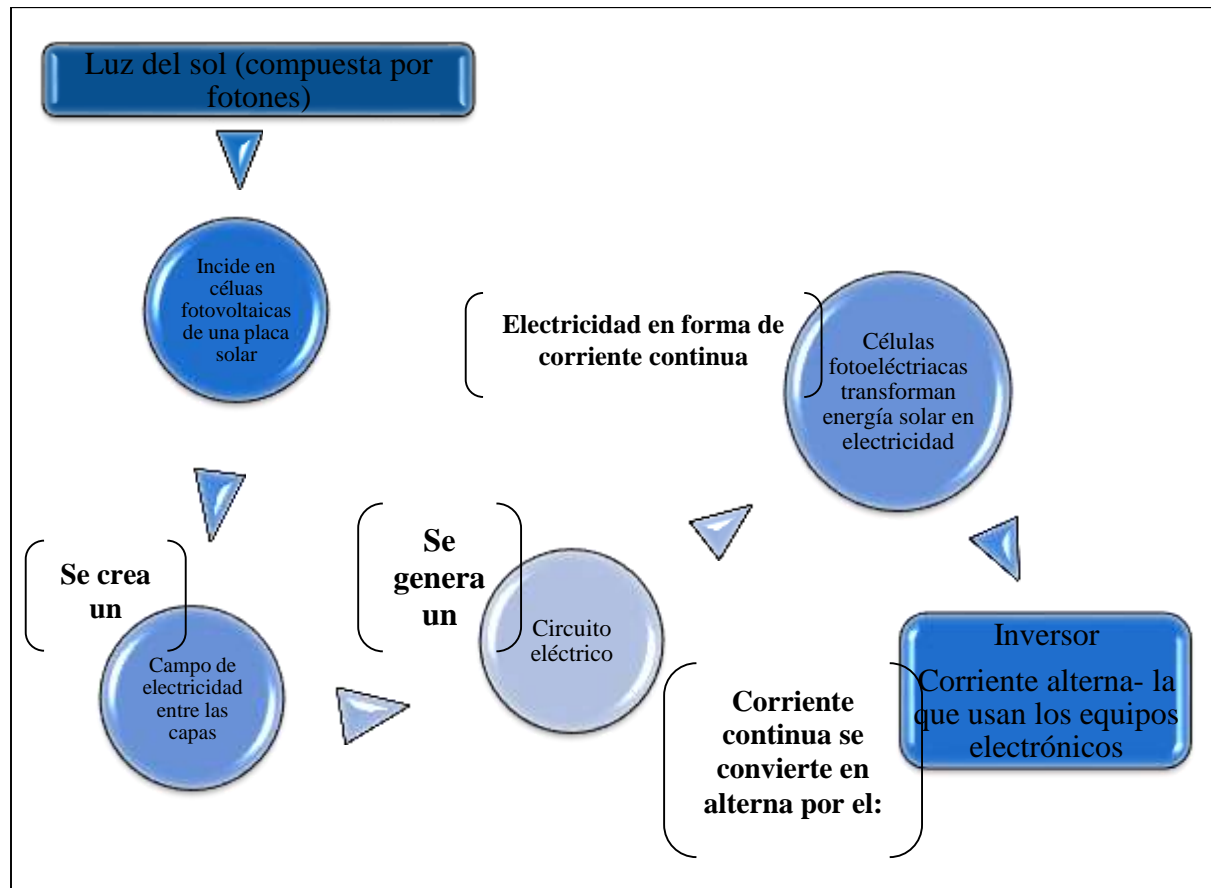 Luz del sol (compuesta por
fotones)
Incide en
céluas
fotovoltaicas
de una placa
solar
Se crea
un
Campo de
electricidad
entre las
capas
Se
genera
un
Circuito
eléctrico
Electricidad en forma de
corriente continua
Células
fotoeléctriacas
transforman
energía solar en
electricidad
Corriente
continua se
convierte en
alterna por el:
Inversor
Corriente alterna- la
que usan los equipos
electrónicos